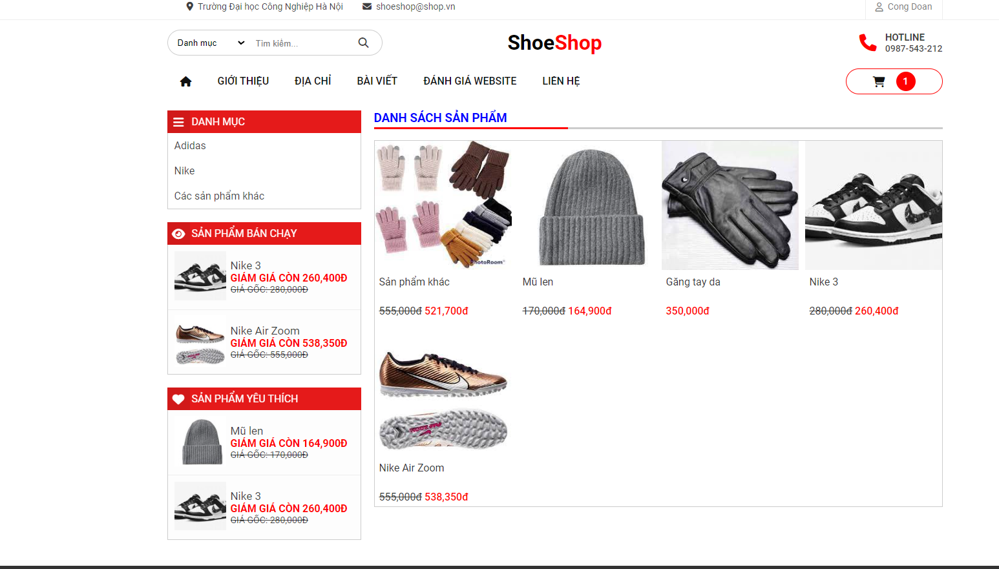 Trường Đại học Công Nghiệp Hà Nội shoeshop@shop.vn Cong Doan
Danh mục Tìm kiếm... ShoeShop HOTLINE
0987-543-212
GIỚI THIỆU ĐỊA CHỈ BÀI VIẾT ĐÁNH GIÁ WEBSITE LIÊN HỆ 1
DANH MỤC
Adidas
Nike
Các sản phẩm khác
SẢN PHẨM BÁN CHẠY
Nike 3
GIẢM GIÁ CÒN 260,400Đ
GIÁ GỐC: 280,000Đ
Nike Air Zoom
GIẢM GIÁ CÒN 538,350Đ
GIÁ GỐC: 555,000Đ
SẢN PHẨM YÊU THÍCH
Mũ len
GIẢM GIÁ CÒN 164,900Đ
GIÁ GỐC: 170,000Đ
Nike 3
GIẢM GIÁ CÒN 260,400Đ
GIÁ GỐC: 280,000Đ
DANH SÁCH SẢN PHẨM
PhotoRoom
Sản phẩm khác
555,000đ 521,700đ
Mũ len
170,000đ 164,900đ
Găng tay da
350,000đ
Nike 3
280,000đ 260,400đ
Nike Air Zoom
555,000đ 538,350đ